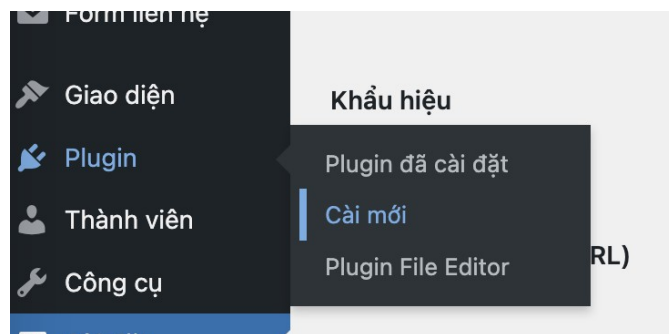 Form liên hệ
Giao diện
Khẩu hiệu
Plugin
Plugin đã cài đặt
Thành viên
Cài mới
RL)
Công cụ
Plugin File Editor